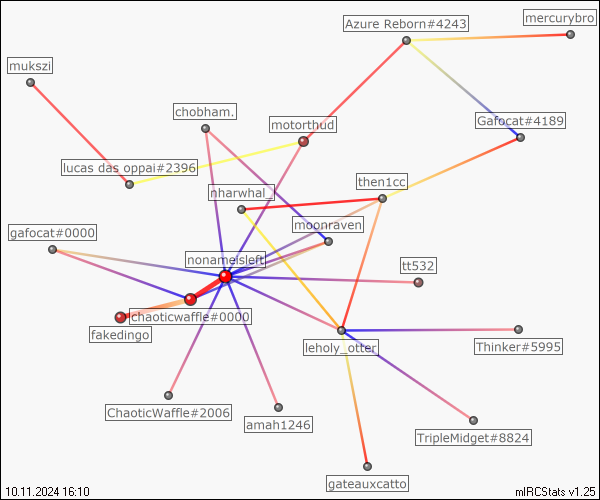 Azure Reborn#4243
mercurybro
mukszi
chobham.
motorthud
Gafocat#4189
lucas das oppai#2396
nharwhal_
then1cc
gafocat#0000
moonraven
nonameisleft
tt532
chaoticwaffle#0000
fakedingo
leholy_otter
Thinker#5995
ChaoticWaffle#2006
amah1246
TripleMidget#8824
gateauxcatto
10.11.2024 16:10
mIRCStats v1.25